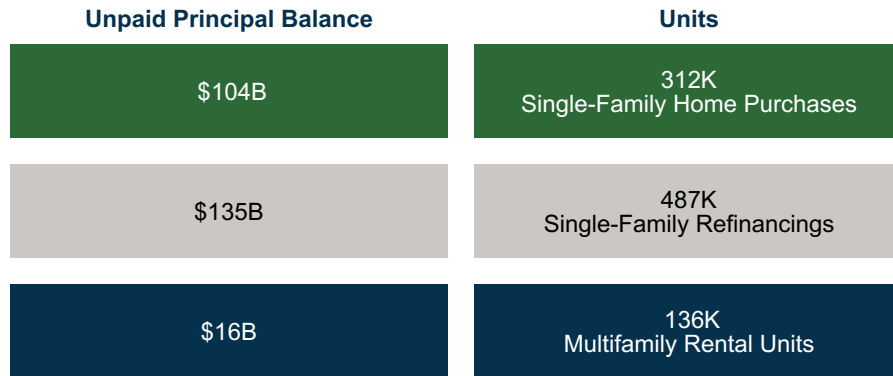 Unpaid Principal Balance
Units
$104B
312K
Single-Family Home Purchases
$135B
487K
Single-Family Refinancings
$16B
136K
Multifamily Rental Units